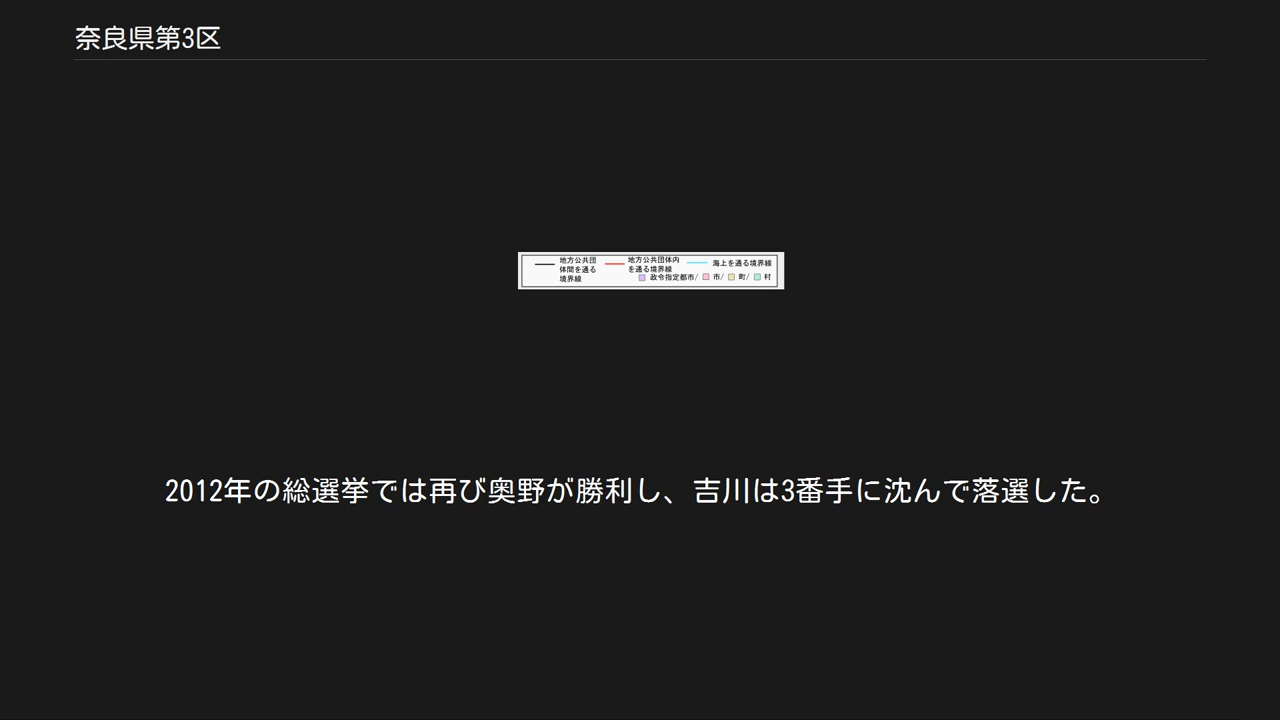 奈良県第3区
地方公共団
体間を通る
境界線
地方公共団体内
を通る境界線
海上を通る境界線
政令指定都市/ 市/ 町/ 村
2012年の総選挙では再び奥野が勝利し、吉川は3番手に沈んで落選した。